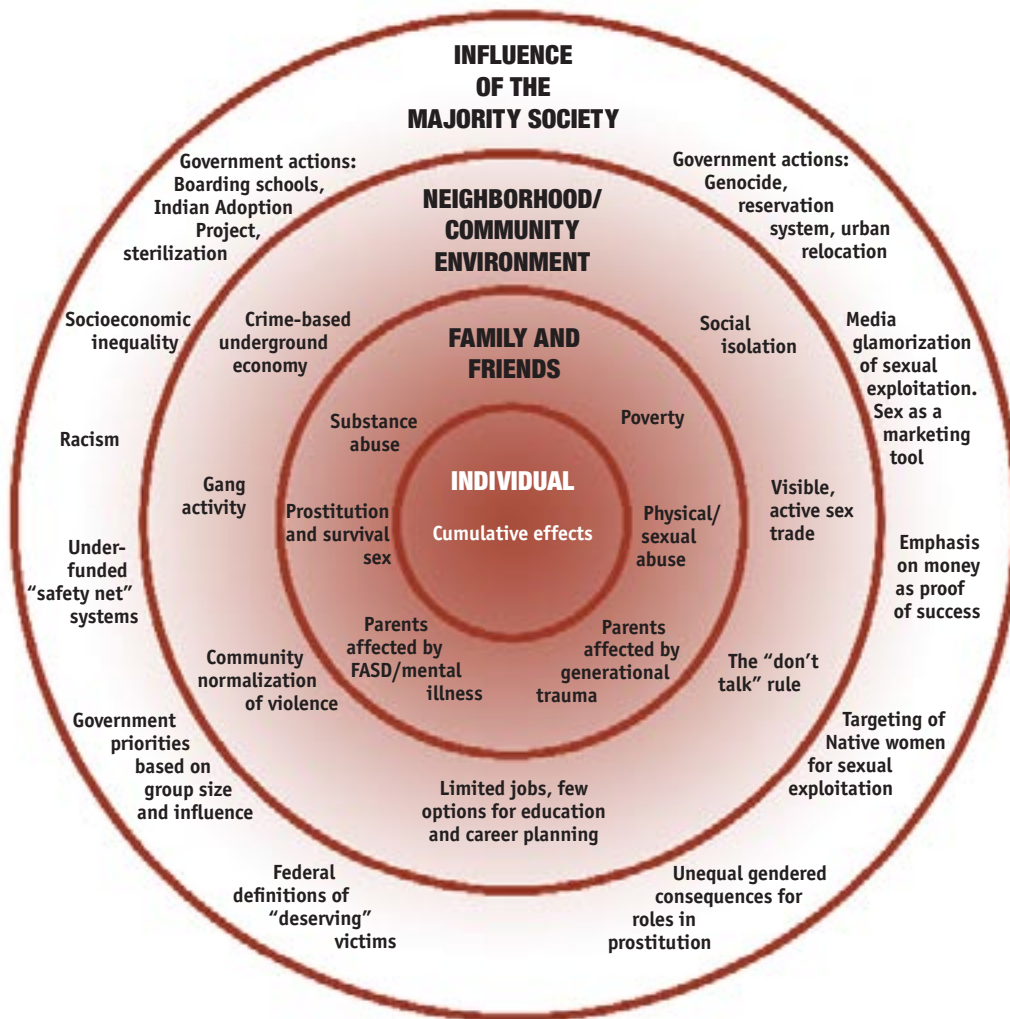 INFLUENCE
OF THE
MAJORITY SOCIETY
Government actions:
Boarding schools,
Indian Adoption
Project,
sterilization
Government actions:
Genocide,
reservation
system, urban
relocation
NEIGHBORHOOD/
COMMUNITY
ENVIRONMENT
Socioeconomic
inequality
Crime-based
underground
economy
Social
isolation
Media
glamorization
of sexual
exploitation.
Sex as a
marketing
tool
FAMILY AND
FRIENDS
Substance
abuse
Poverty
Racism
Gang
activity
Prostitution
and survival
sex
INDIVIDUAL
Cumulative effects
Physical/
sexual
abuse
Visible,
active sex
trade
Under-
funded
“safety net”
systems
Emphasis
on money
as proof
of success
Community
normalization
of violence
Parents
affected by
FASD/mental
illness
Parents
affected by
generational
trauma
The “don’t
talk” rule
Government
priorities
based on
group size
and influence
Targeting of
Native women
for sexual
exploitation
Limited jobs, few
options for education
and career planning
Federal
definitions of
“deserving”
victims
Unequal gendered
consequences for
roles in
prostitution